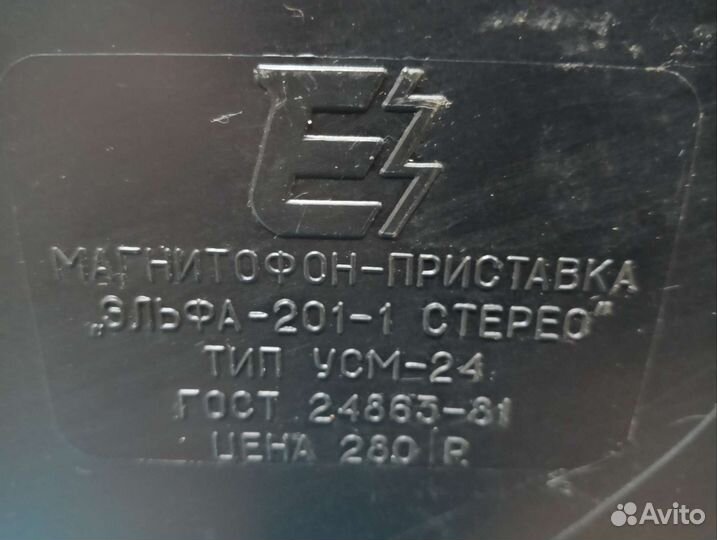 МАГНИТОФОН-ПРИСТАВКА
„ЭЛЬФА-201-1 СТЕРЕО"
ТИП УСМ-24
ГОСТ 24863-81
ЦЕНА 280 R
Avito